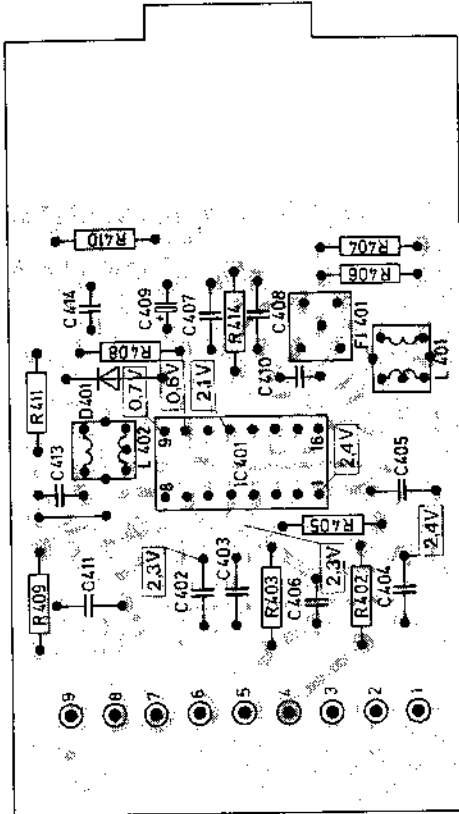 R410
R404
R406
C414
C409
C407
R414
C408
FL401
R408
C410
L401
R411
D401
0.7V
0.6V
2.1V
C413
L402
9
8
IC401
16
1
2.4V
C405
R405
R409
C411
2.3V
C402
C403
R403
C406
2.3V
R402
C404
2.4V
9
8
7
6
5
4
3
2
1